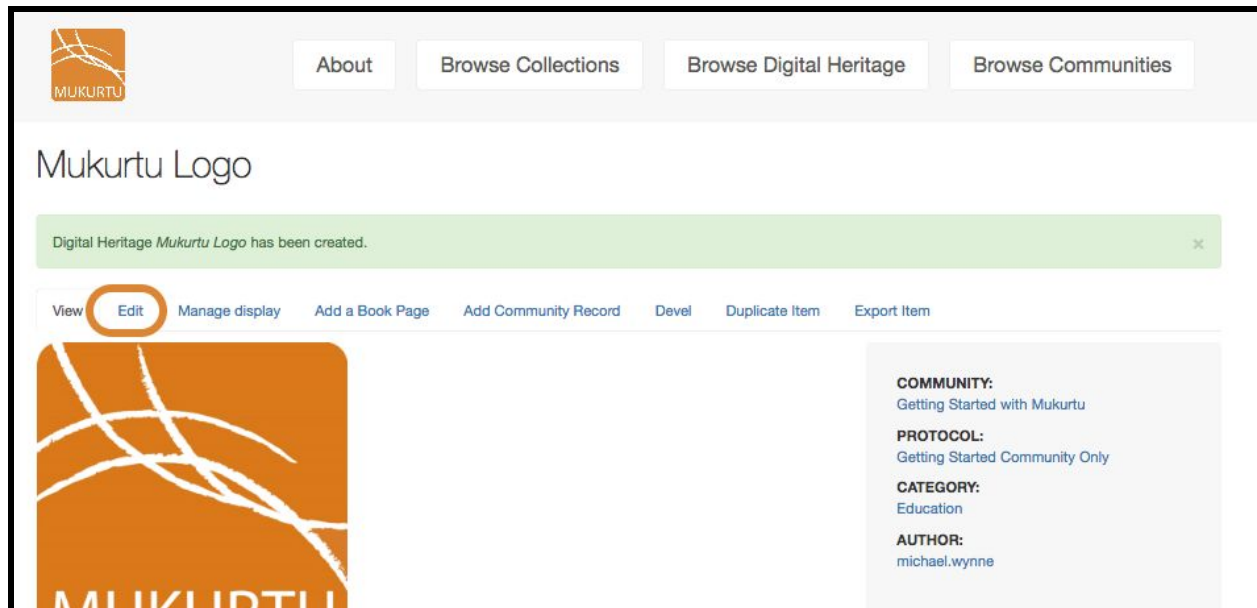 MUKURTU
About Browse Collections Browse Digital Heritage Browse Communities
Mukurtu Logo
Digital Heritage Mukurtu Logo has been created. ×
View Edit Manage display Add a Book Page Add Community Record Devel Duplicate Item Export Item
COMMUNITY:
Getting Started with Mukurtu
PROTOCOL:
Getting Started Community Only
CATEGORY:
Education
AUTHOR:
michael.wynne
MUKURTU